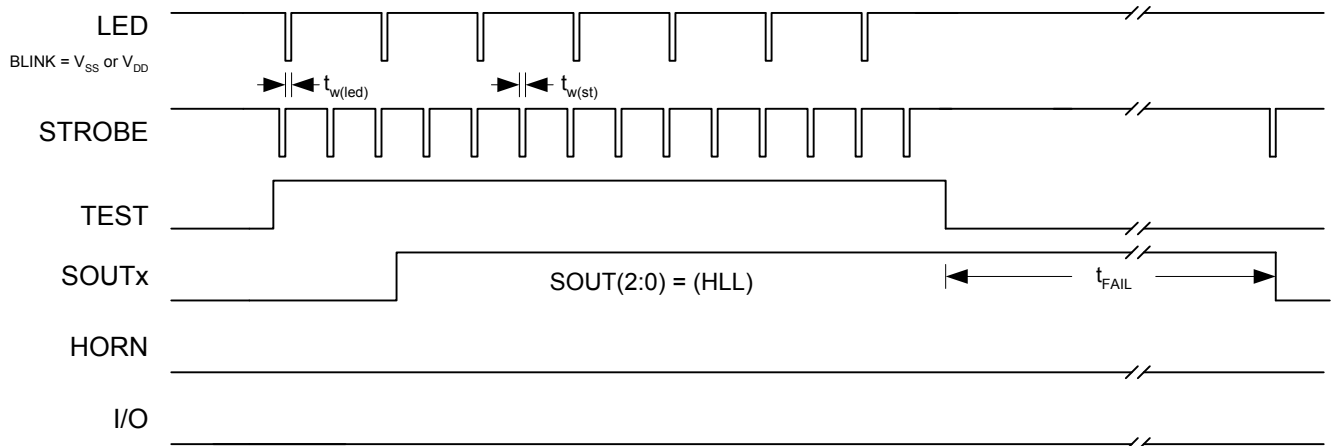 LED
BLINK = VSS or VDD
tw(led)
tw(st)
STROBE
TEST
SOUTx
SOUT(2:0) = (HLL)
tFAIL
HORN
I/O